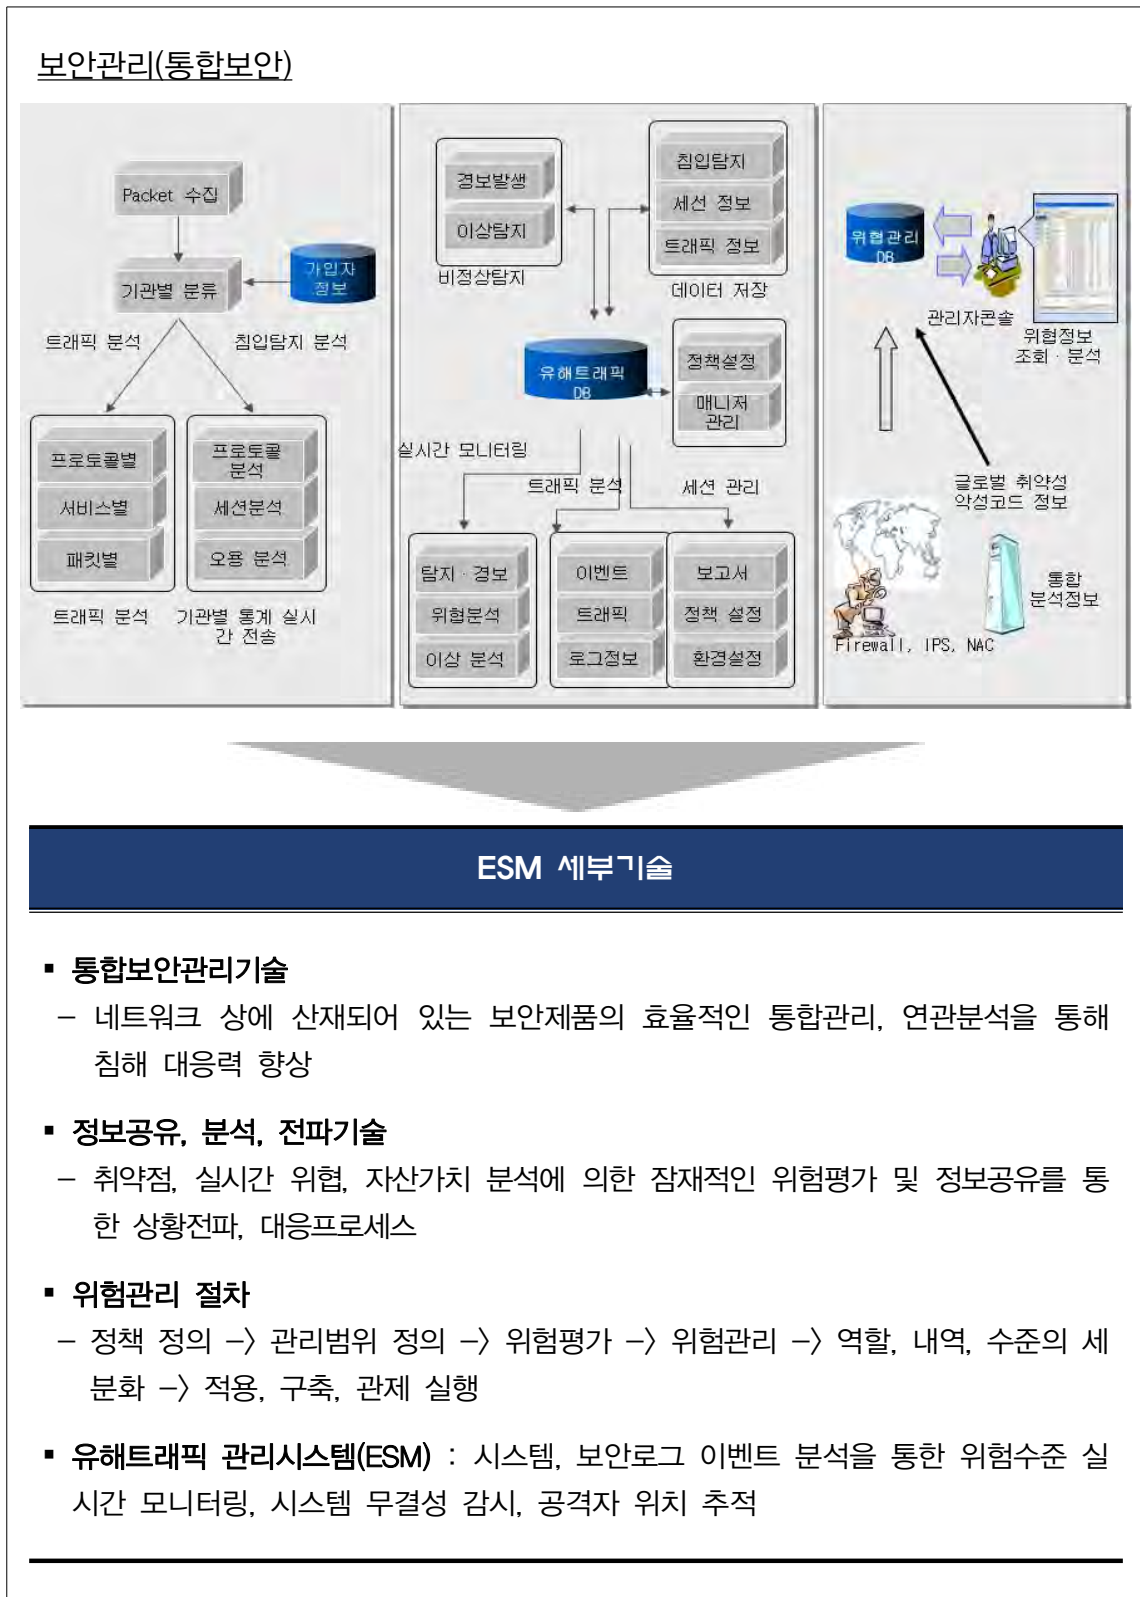 보안관리(통합보안)
Packet 수집
기관별 분류
가입자
정보
트래픽 분석
침입탐지 분석
프로토콜별
서비스별
패킷별
프로토콜
분석
세션분석
오용 분석
트래픽 분석
기관별 통계 실시
간 전송
경보발생
이상탐지
비정상탐지
침입탐지
세선 정보
트래픽 정보
데이터 저장
유해트래픽
DB
정책설정
매니저
관리
실시간 모니터링
트래픽 분석
세션 관리
탐지 · 경보
위험분석
이상 분석
이벤트
트래픽
로그정보
보고서
정책 설정
환경설정
위협관리
DB
관리자콘솔
위협정보
조회 · 분석
글로벌 취약성
악성코드 정보
통합
분석정보
Firewall, IPS, NAC
ESM 세부기술
▪ 통합보안관리기술
– 네트워크 상에 산재되어 있는 보안제품의 효율적인 통합관리, 연관분석을 통해
침해 대응력 향상
▪ 정보공유, 분석, 전파기술
– 취약점, 실시간 위협, 자산가치 분석에 의한 잠재적인 위험평가 및 정보공유를 통
한 상황전파, 대응프로세스
▪ 위험관리 절차
– 정책 정의 –> 관리범위 정의 –> 위험평가 –> 위험관리 –> 역할, 내역, 수준의 세
분화 –> 적용, 구축, 관제 실행
▪ 유해트래픽 관리시스템(ESM) : 시스템, 보안로그 이벤트 분석을 통한 위험수준 실
시간 모니터링, 시스템 무결성 감시, 공격자 위치 추적